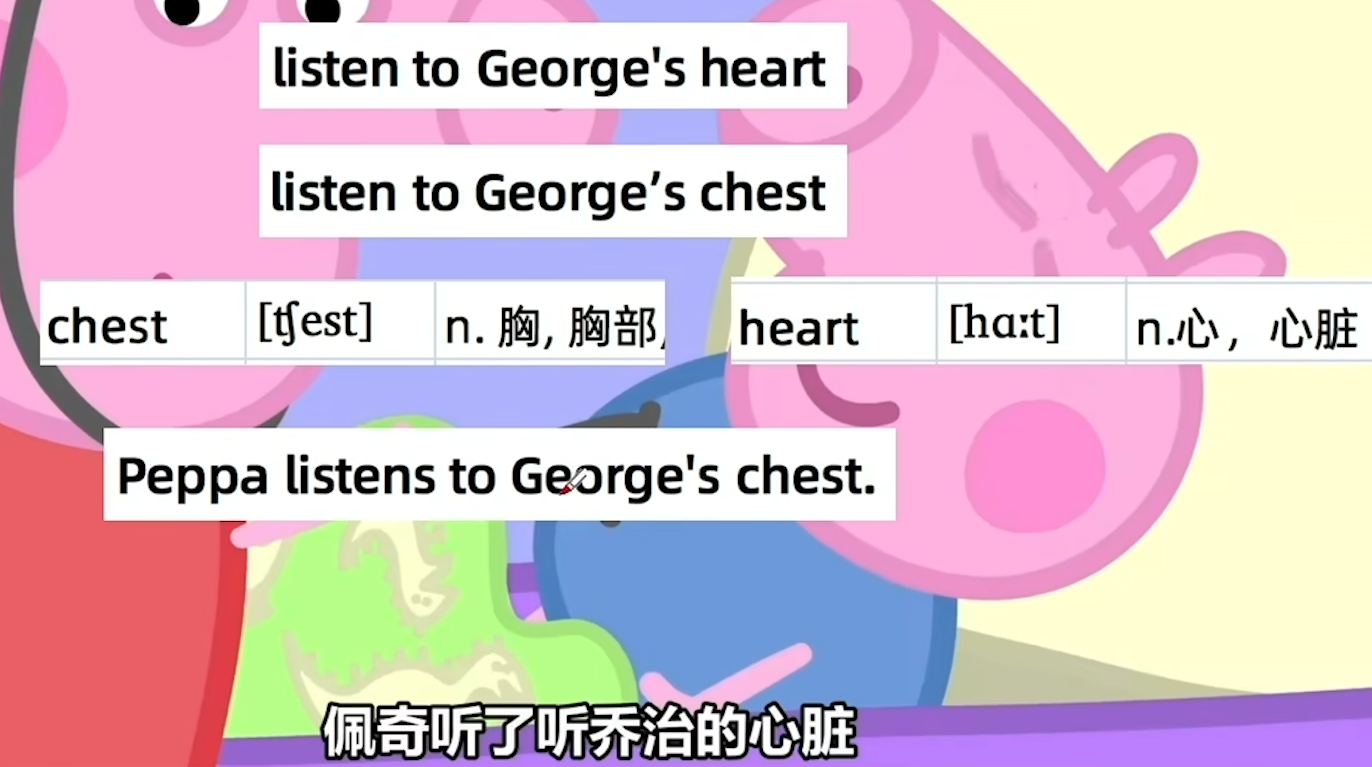 listen to George's heart
listen to George’s chest
chest [ʧest] n. 胸, 胸部,
heart [hɑːt] n.心，心脏
Peppa listens to George's chest.
佩奇听了听乔治的心脏